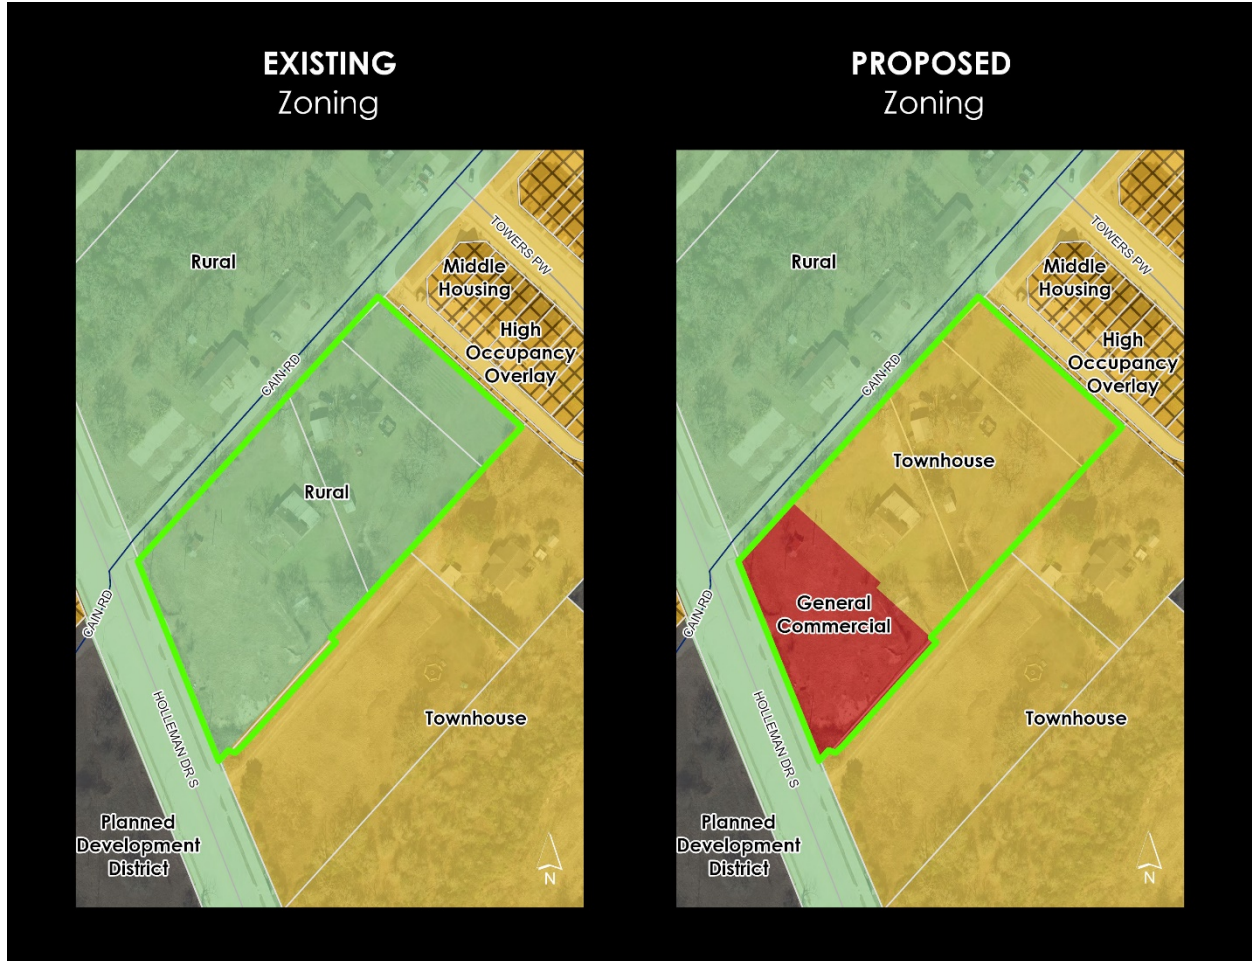 EXISTING
Zoning
Rural
TOWERS PW
Middle
Housing
High
Occupancy
Overlay
CAIN RD
Rural
CAIN RD
HOLLEMAN DR S
Townhouse
Planned
Development
District
N
PROPOSED
Zoning
Rural
TOWERS PW
Middle
Housing
High
Occupancy
Overlay
CAIN RD
Townhouse
General
Commercial
CAIN RD
HOLLEMAN DR S
Townhouse
Planned
Development
District
N